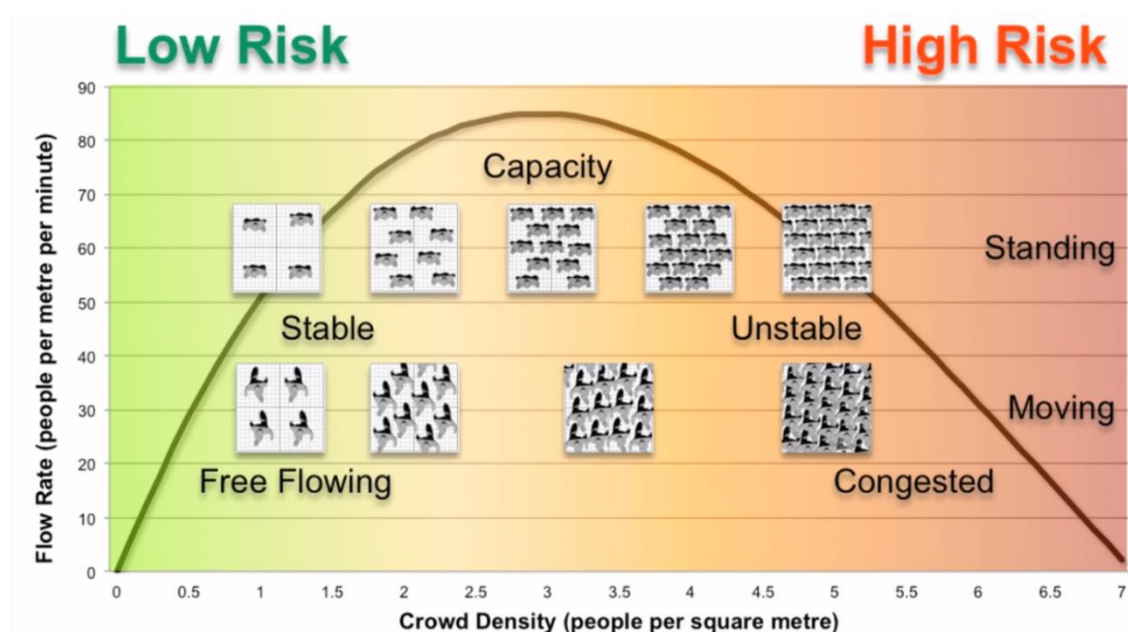 Low Risk
High Risk
90
80
70
60
50
40
30
20
10
0
Flow Rate (people per metre per minute)
Capacity
Standing
Stable
Unstable
Moving
Free Flowing
Congested
0 0.5 1 1.5 2 2.5 3 3.5 4 4.5 5 5.5 6 6.5 7
Crowd Density (people per square metre)